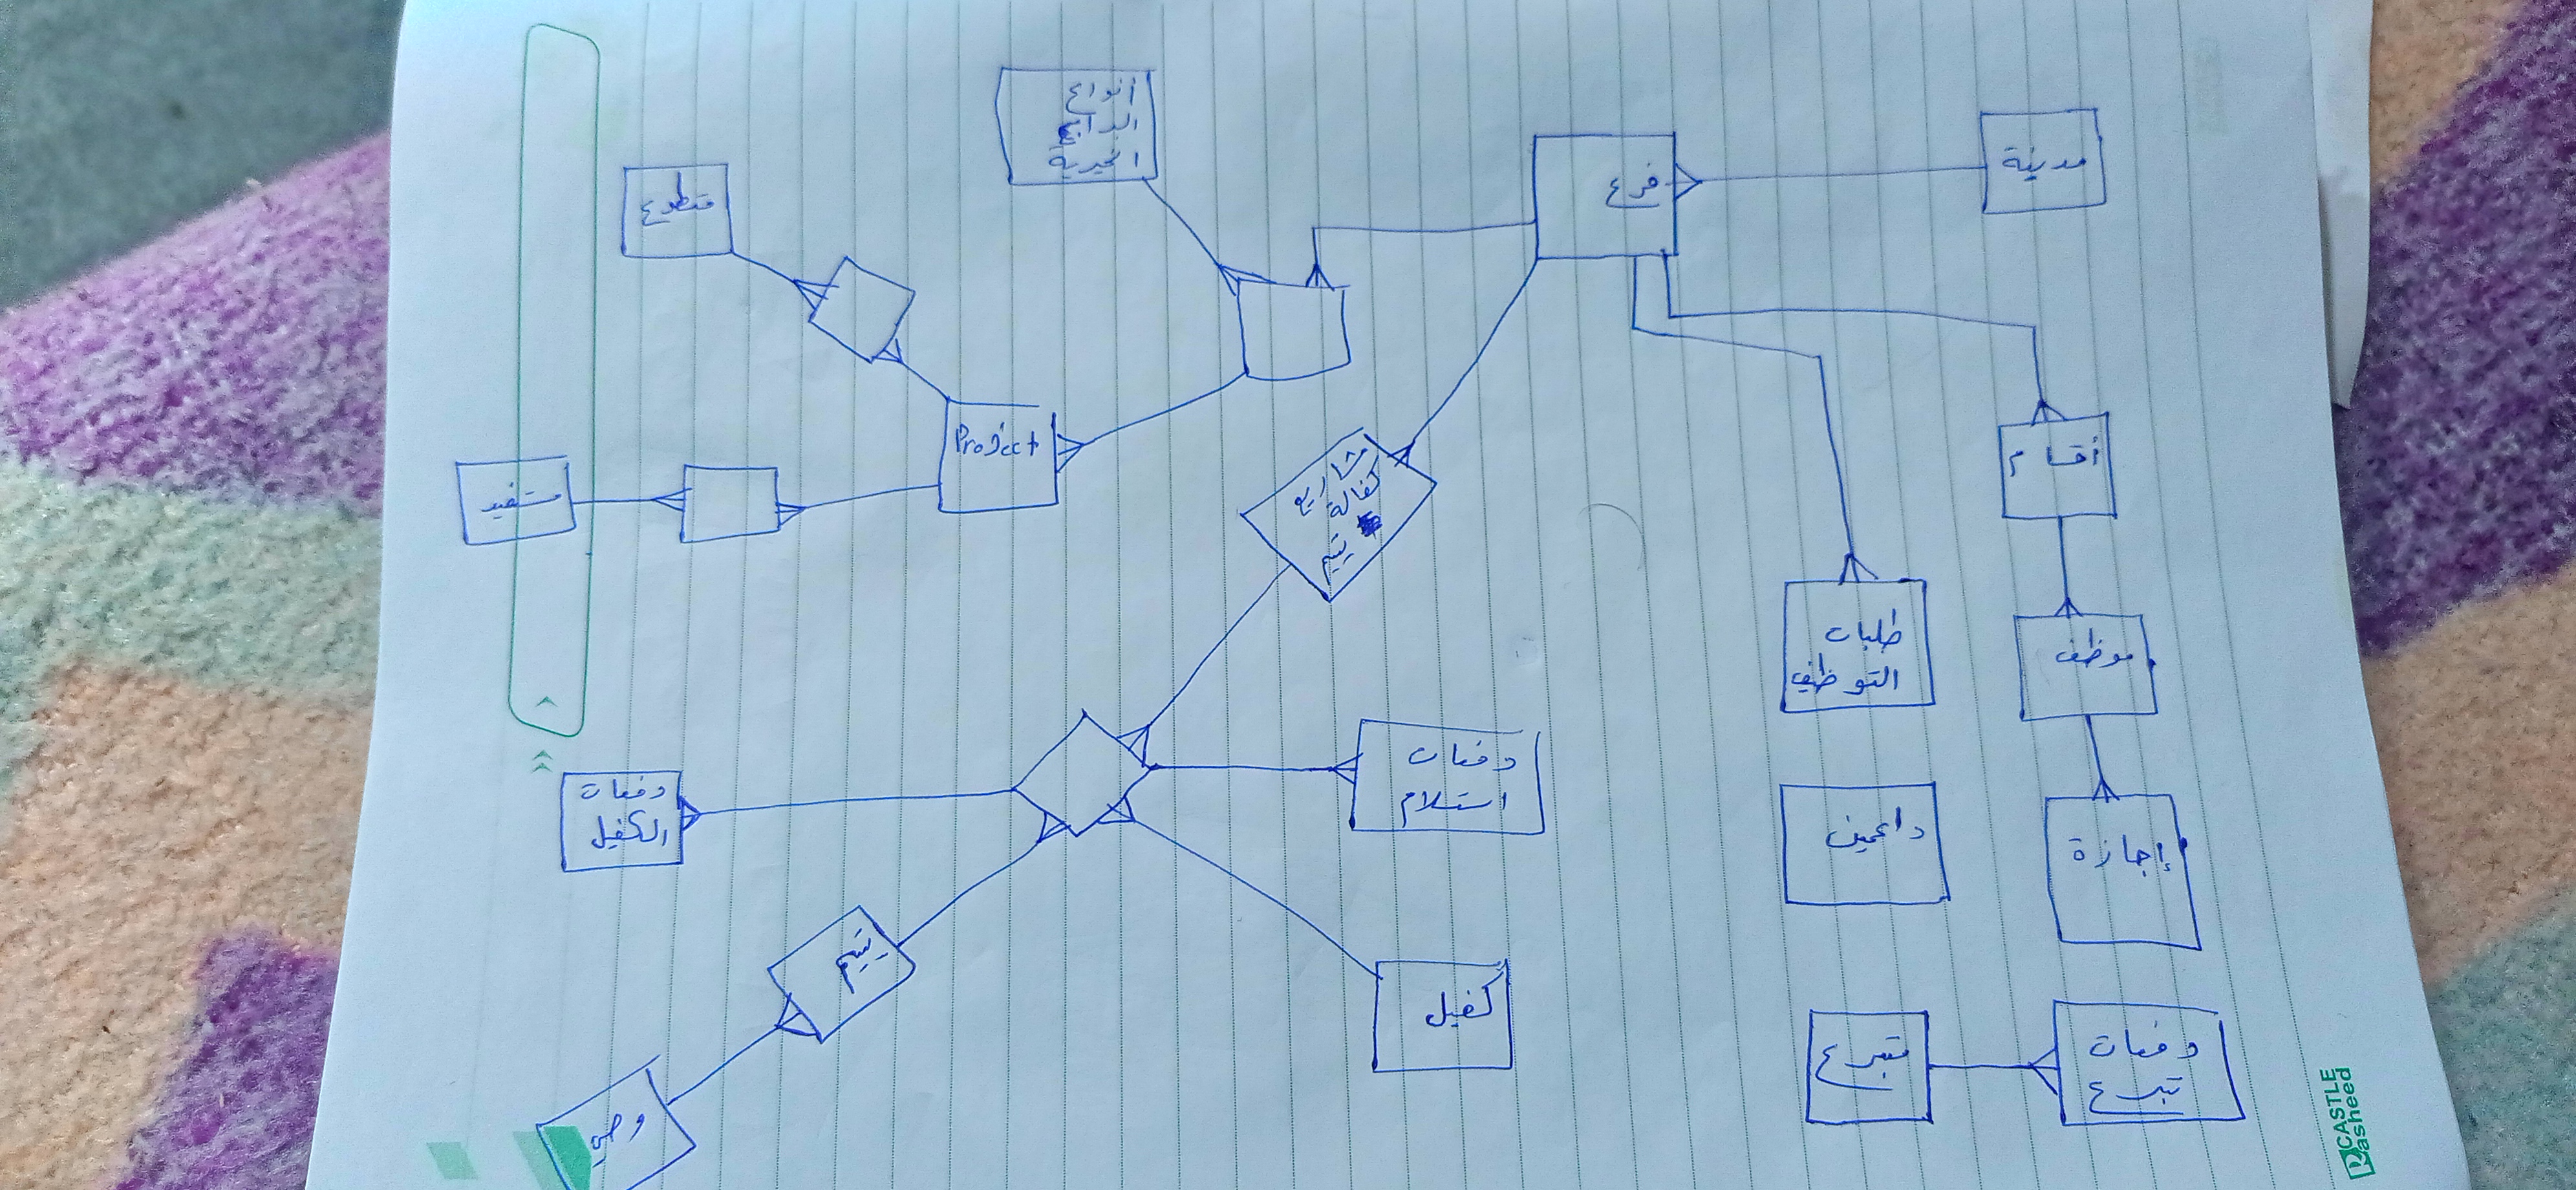 أنواع
البرامج
الخيرية
مدينة
فرع
متطوع
Project
أقسام
مشاريع
كفالة
يتيم
مستفيد
طلبات
التوظيف
موظف
دفعات
استلام
دفعات
الكفيل
داعمين
إجازة
يتيم
كفيل
متبرع
دفعات
تبرع
وصي
CASTLE
Rasheed